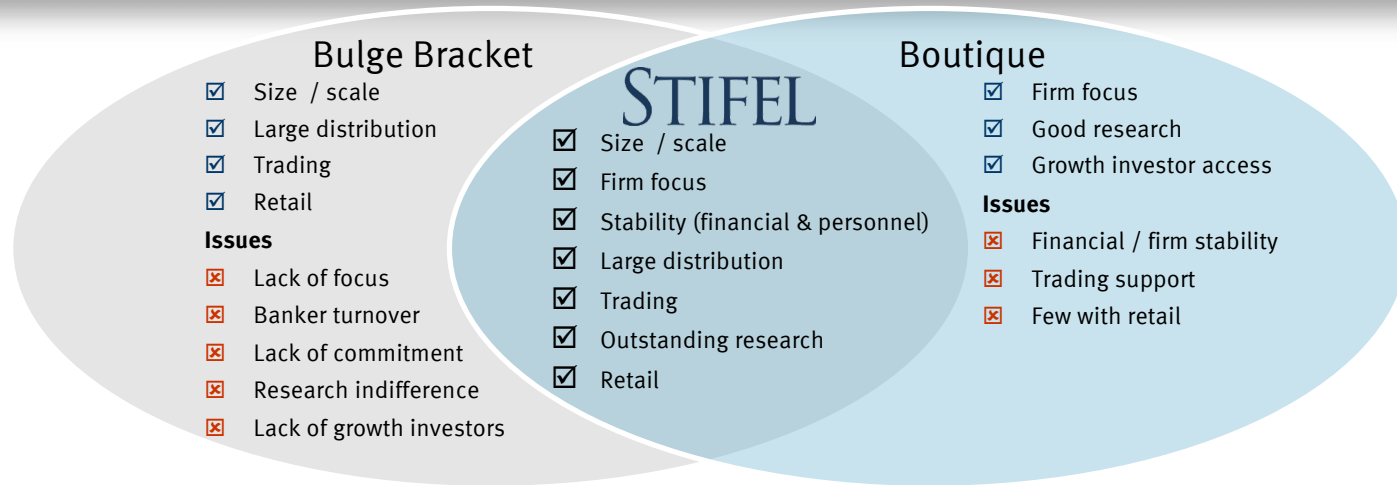 Bulge Bracket
Size / scale
Large distribution
Trading
Retail
Issues
Lack of focus
Banker turnover
Lack of commitment
Research indifference
Lack of growth investors
STIFEL
Size / scale
Firm focus
Stability (financial & personnel)
Large distribution
Trading
Outstanding research
Retail
Boutique
Firm focus
Good research
Growth investor access
Issues
Financial / firm stability
Trading support
Few with retail